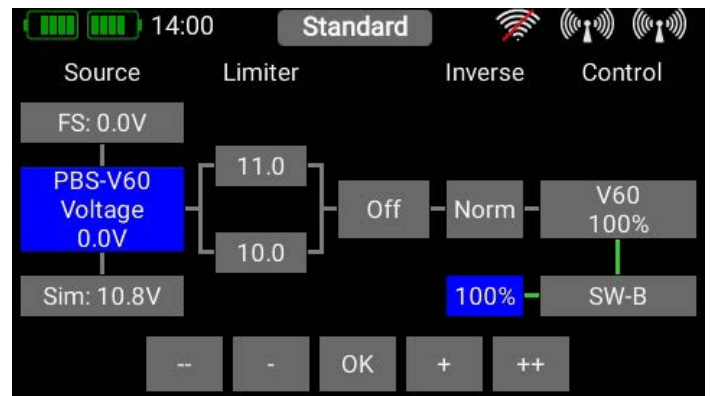 14:00 Standard
Source Limiter Inverse Control
FS: 0.0V
PBS-V60
Voltage
0.0V
11.0
10.0
Off
Norm
V60
100%
Sim: 10.8V
100%
SW-B
-- - OK + ++